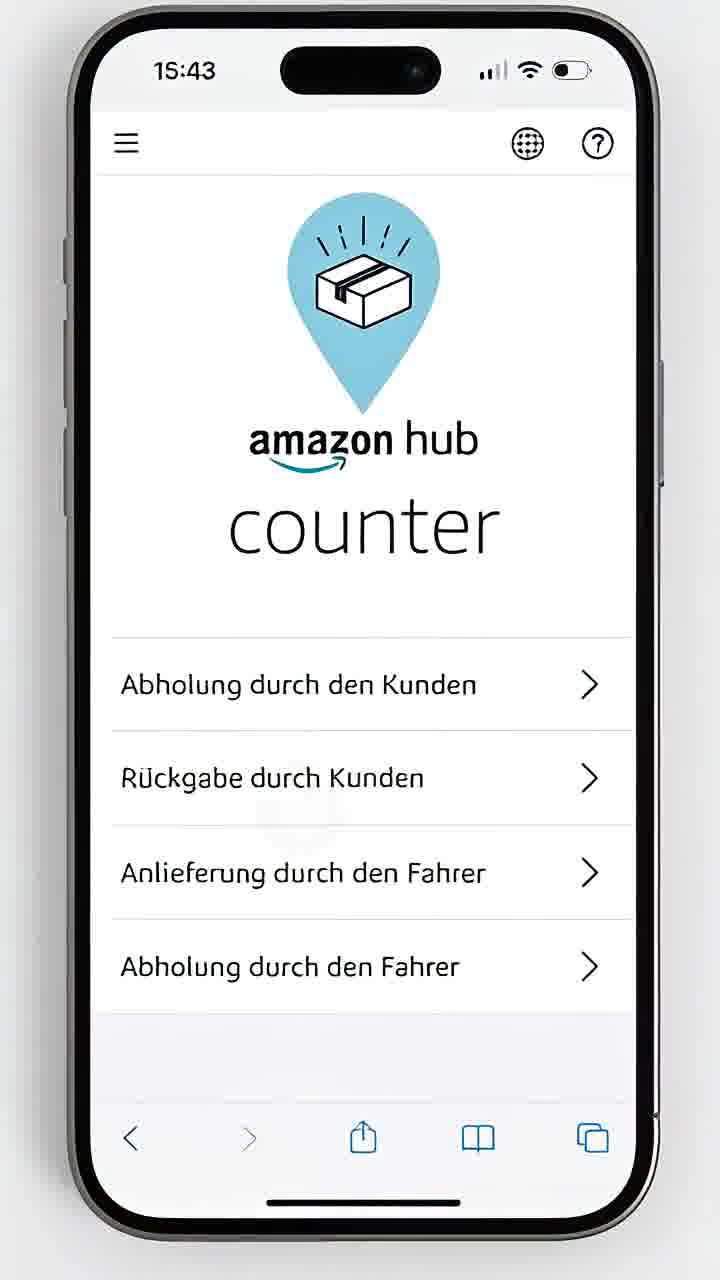 15:43
amazon hub
counter
Abholung durch den Kunden
Rückgabe durch Kunden
Anlieferung durch den Fahrer
Abholung durch den Fahrer